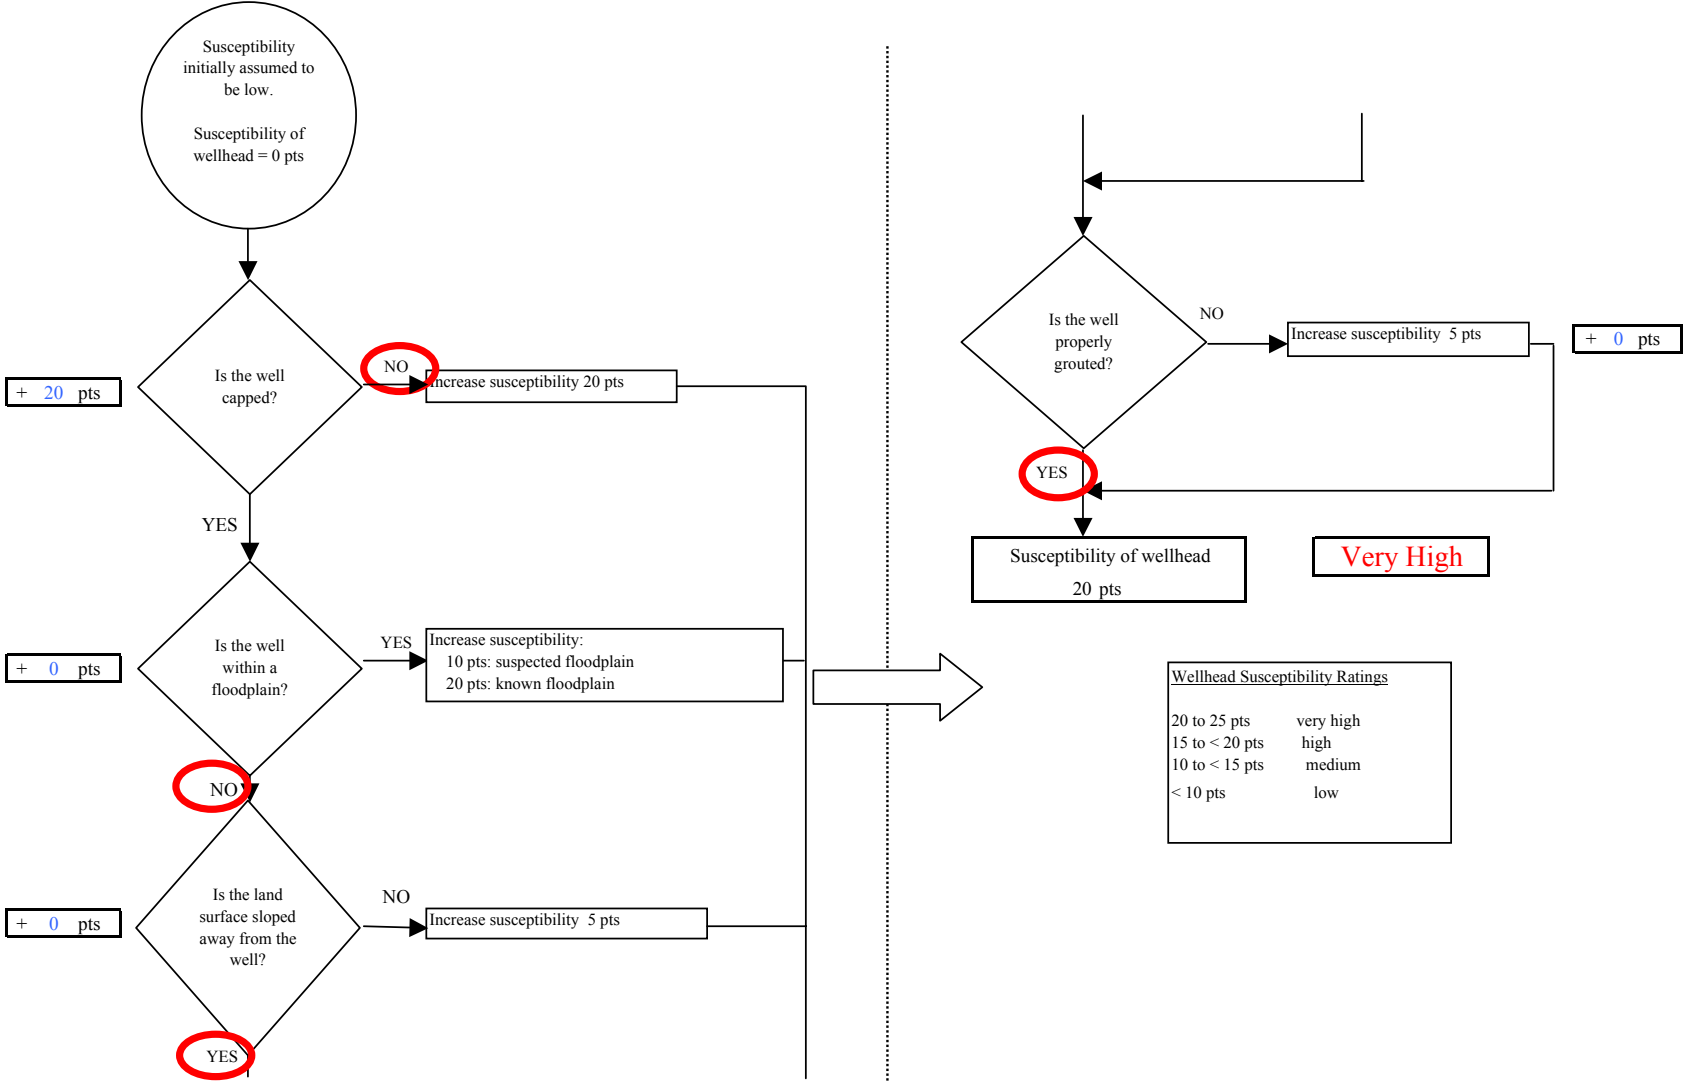 Susceptibility
initially assumed to
be low.
Susceptibility of
wellhead = 0 pts
Is the well
capped?
NO
Increase susceptibility 20 pts
+ 20 pts
YES
Is the well
within a
floodplain?
YES
Increase susceptibility:
10 pts: suspected floodplain
20 pts: known floodplain
+ 0 pts
NO
Is the land
surface sloped
away from the
well?
NO
Increase susceptibility 5 pts
+ 0 pts
YES
Is the well
properly
grouted?
NO
Increase susceptibility 5 pts
+ 0 pts
YES
Susceptibility of wellhead
20 pts
Very High
Wellhead Susceptibility Ratings
20 to 25 pts very high
15 to < 20 pts high
10 to < 15 pts medium
< 10 pts low